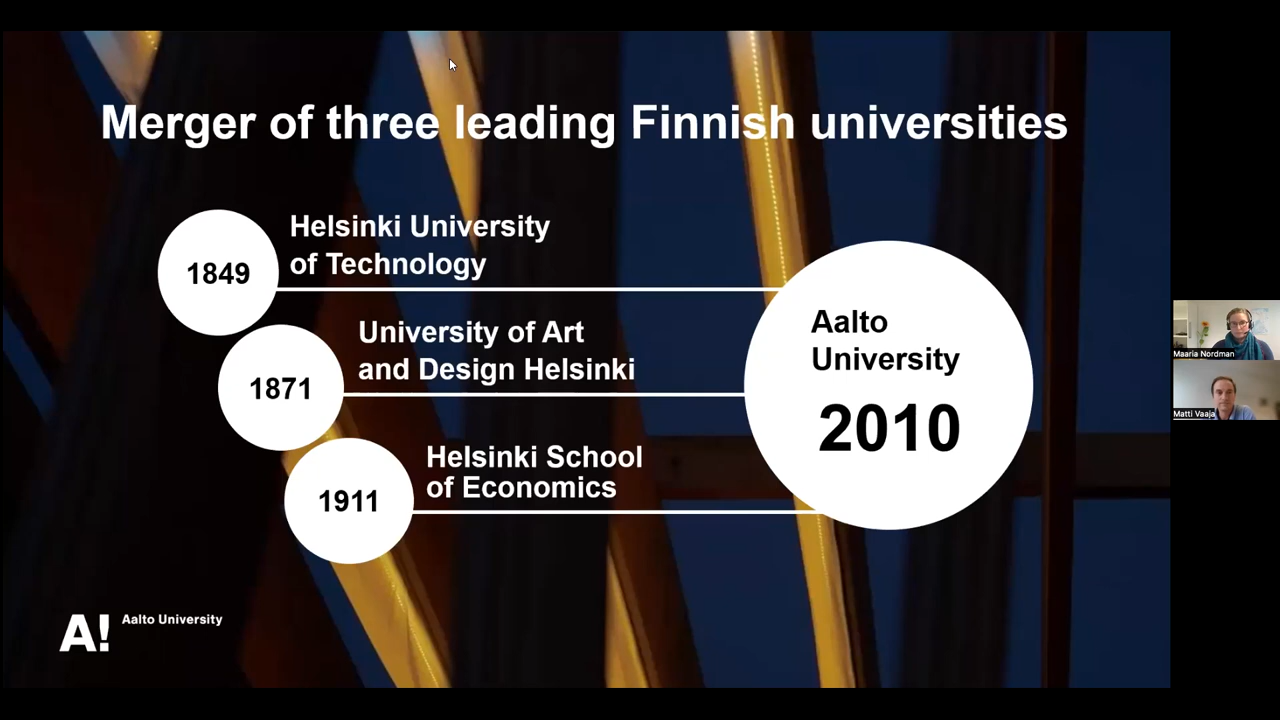 Merger of three leading Finnish universities
1849
Helsinki University
of Technology
1871
University of Art
and Design Helsinki
1911
Helsinki School
of Economics
Aalto
University
2010
A! Aalto University
Maaria Nordman
Matti Vaaja